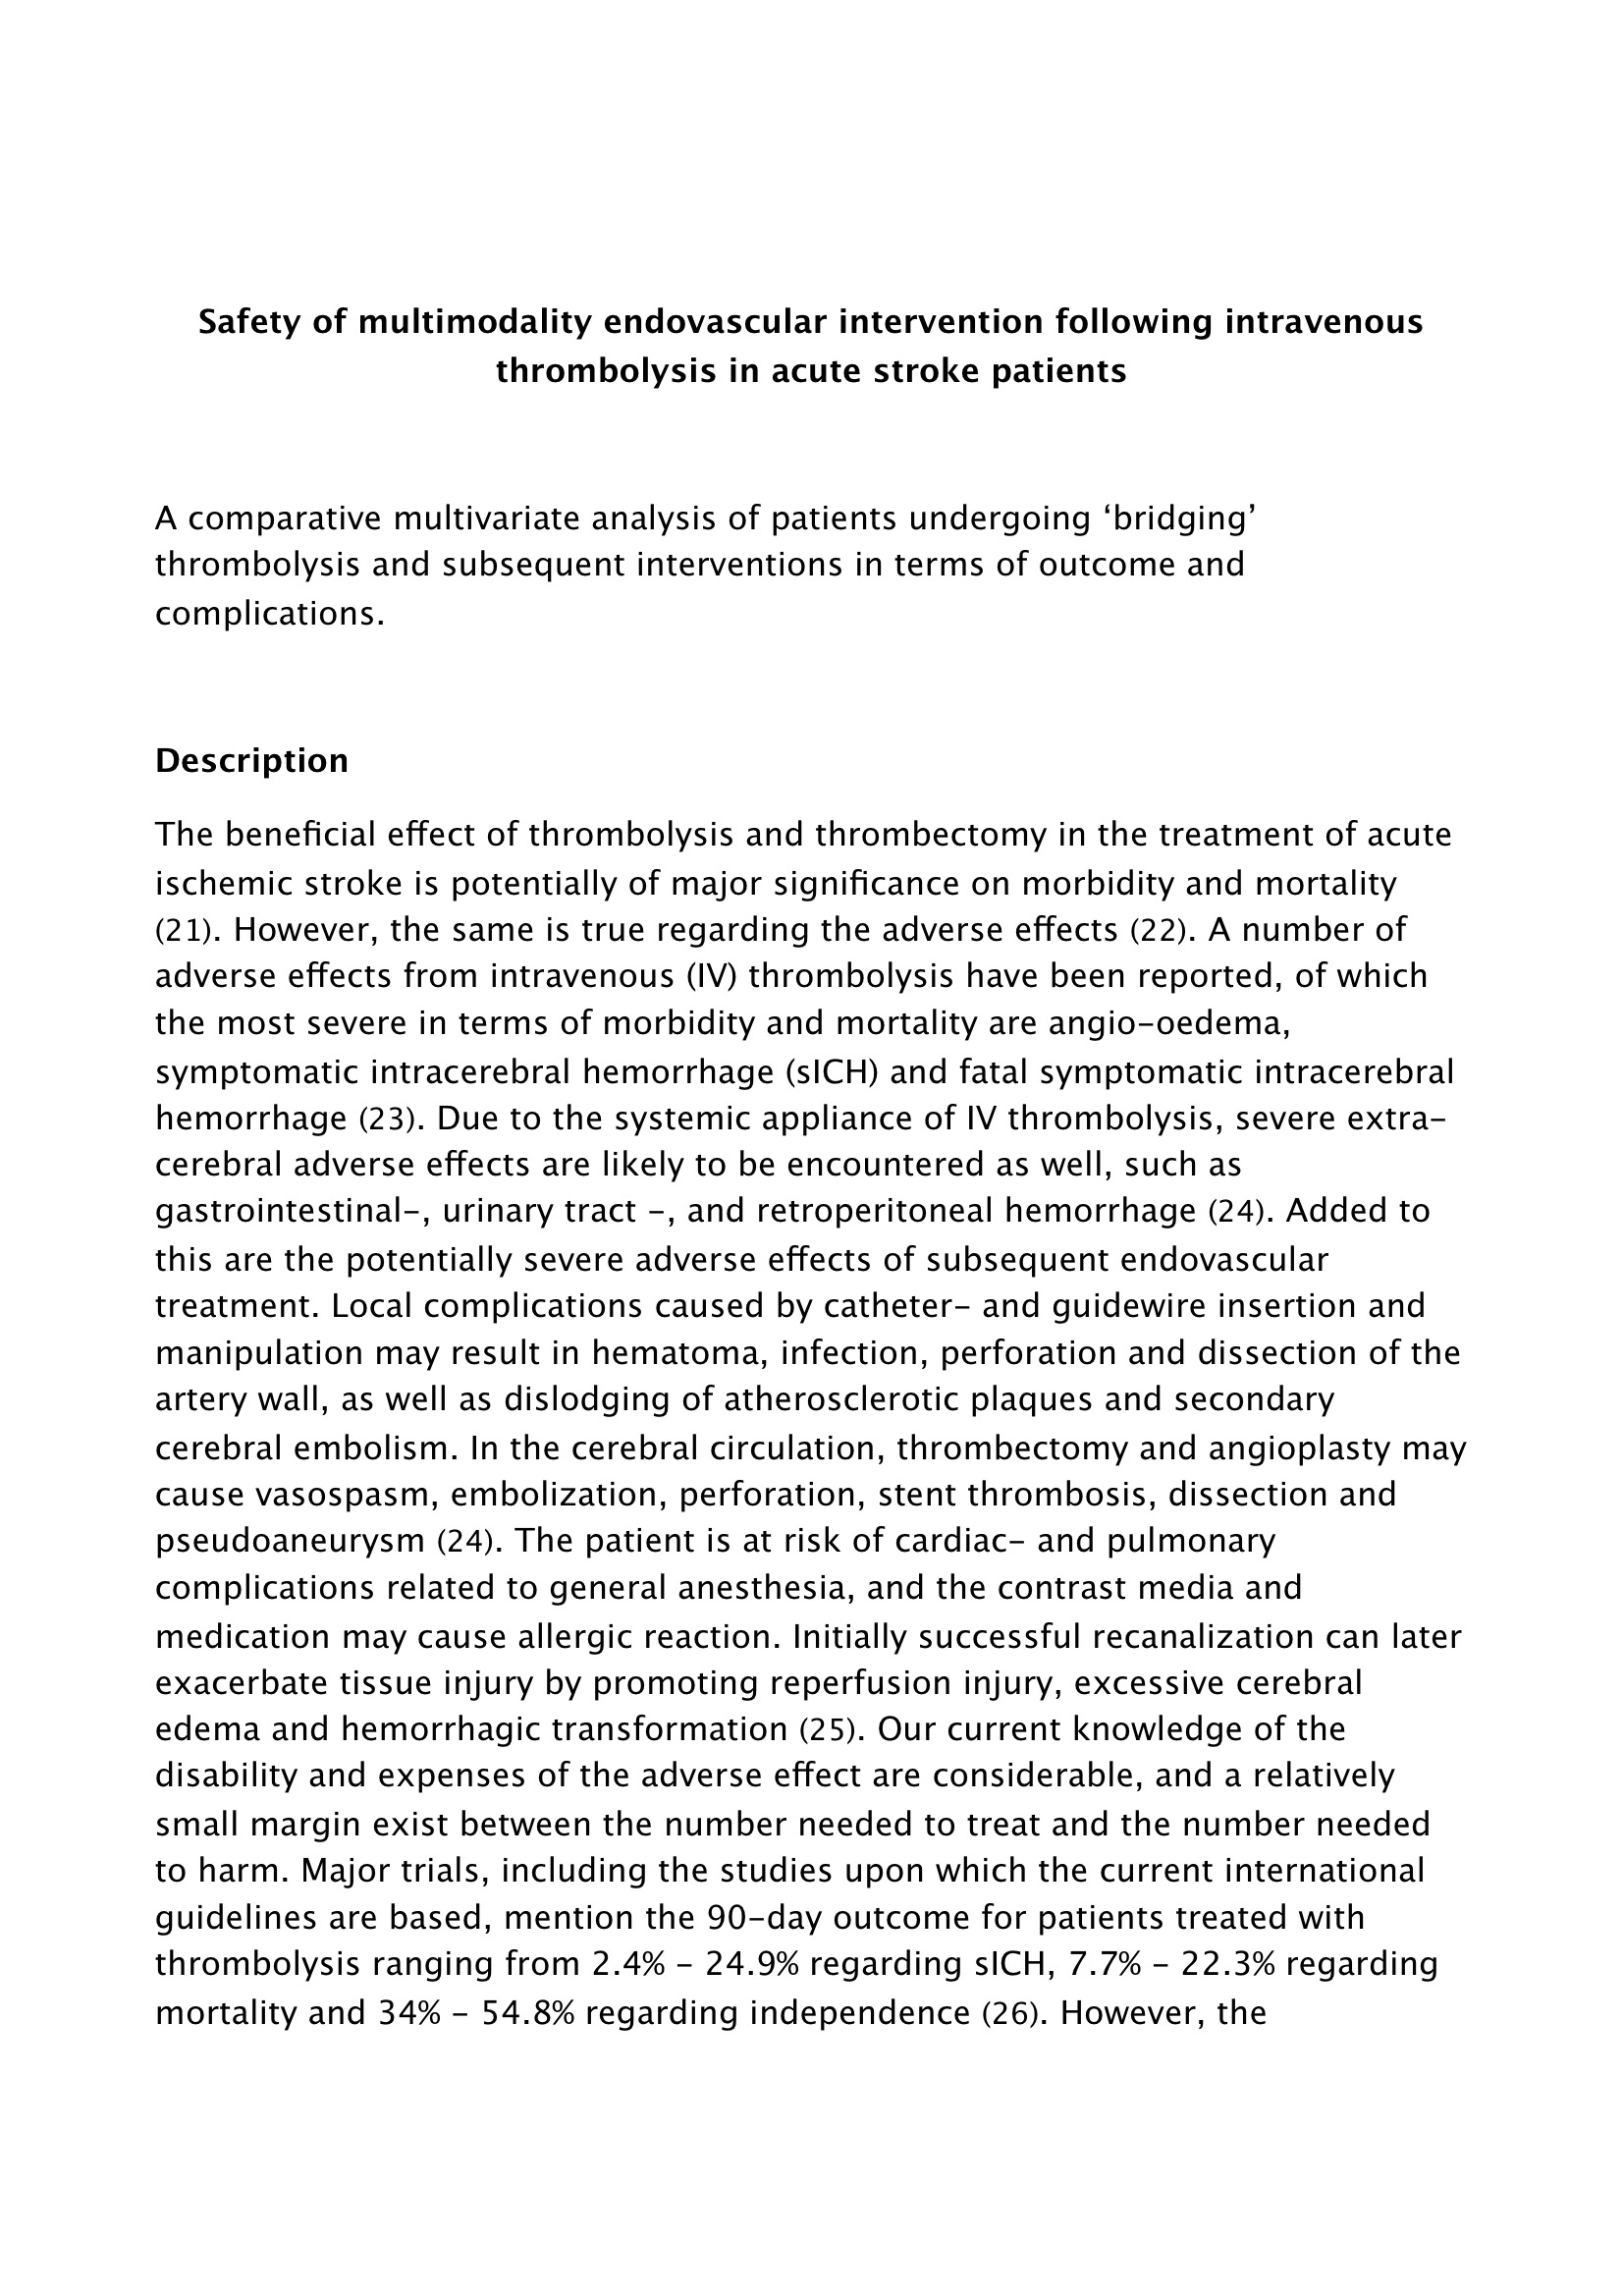 Safety of multimodality endovascular intervention following intravenous
thrombolysis in acute stroke patients
A comparative multivariate analysis of patients undergoing ‘bridging’
thrombolysis and subsequent interventions in terms of outcome and
complications.
Description
The beneficial effect of thrombolysis and thrombectomy in the treatment of acute
ischemic stroke is potentially of major significance on morbidity and mortality
(21). However, the same is true regarding the adverse effects (22). A number of
adverse effects from intravenous (IV) thrombolysis have been reported, of which
the most severe in terms of morbidity and mortality are angio-oedema,
symptomatic intracerebral hemorrhage (sICH) and fatal symptomatic intracerebral
hemorrhage (23). Due to the systemic appliance of IV thrombolysis, severe extra-
cerebral adverse effects are likely to be encountered as well, such as
gastrointestinal-, urinary tract -, and retroperitoneal hemorrhage (24). Added to
this are the potentially severe adverse effects of subsequent endovascular
treatment. Local complications caused by catheter- and guidewire insertion and
manipulation may result in hematoma, infection, perforation and dissection of the
artery wall, as well as dislodging of atherosclerotic plaques and secondary
cerebral embolism. In the cerebral circulation, thrombectomy and angioplasty may
cause vasospasm, embolization, perforation, stent thrombosis, dissection and
pseudoaneurysm (24). The patient is at risk of cardiac- and pulmonary
complications related to general anesthesia, and the contrast media and
medication may cause allergic reaction. Initially successful recanalization can later
exacerbate tissue injury by promoting reperfusion injury, excessive cerebral
edema and hemorrhagic transformation (25). Our current knowledge of the
disability and expenses of the adverse effect are considerable, and a relatively
small margin exist between the number needed to treat and the number needed
to harm. Major trials, including the studies upon which the current international
guidelines are based, mention the 90-day outcome for patients treated with
thrombolysis ranging from 2.4% - 24.9% regarding sICH, 7.7% - 22.3% regarding
mortality and 34% - 54.8% regarding independence (26). However, the